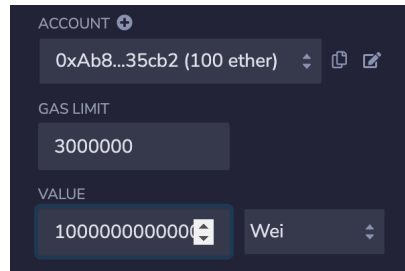 ACCOUNT
0xAb8...35cb2 (100 ether)
GAS LIMIT
3000000
VALUE
1000000000000
Wei